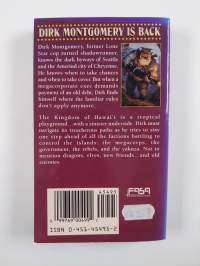 DIRK MONTGOMERY IS BACK
Dirk Montgomery, former Lone
Star cop turned shadowrunner,
knows the dark byways of Seattle
and the haunted city of Cheyenne.
He knows when to take chances
and when to take cover. But when a
megacorporate once demands
payment of an old debt, Dirk finds
himself where the familiar rules
don't apply anymore.
The Kingdom of Hawai'i is a tropical
playground...with a sinister underside. Dirk must
navigate its treacherous paths as he tries to stay
one step ahead of all the factions battling
to control the islands: the megacorps, the
government, the rebels, and the yakuza. Not to
mention dragons, elves, new friends...and old
enemies.
45495
FASA
ISBN 0-451-45495-2